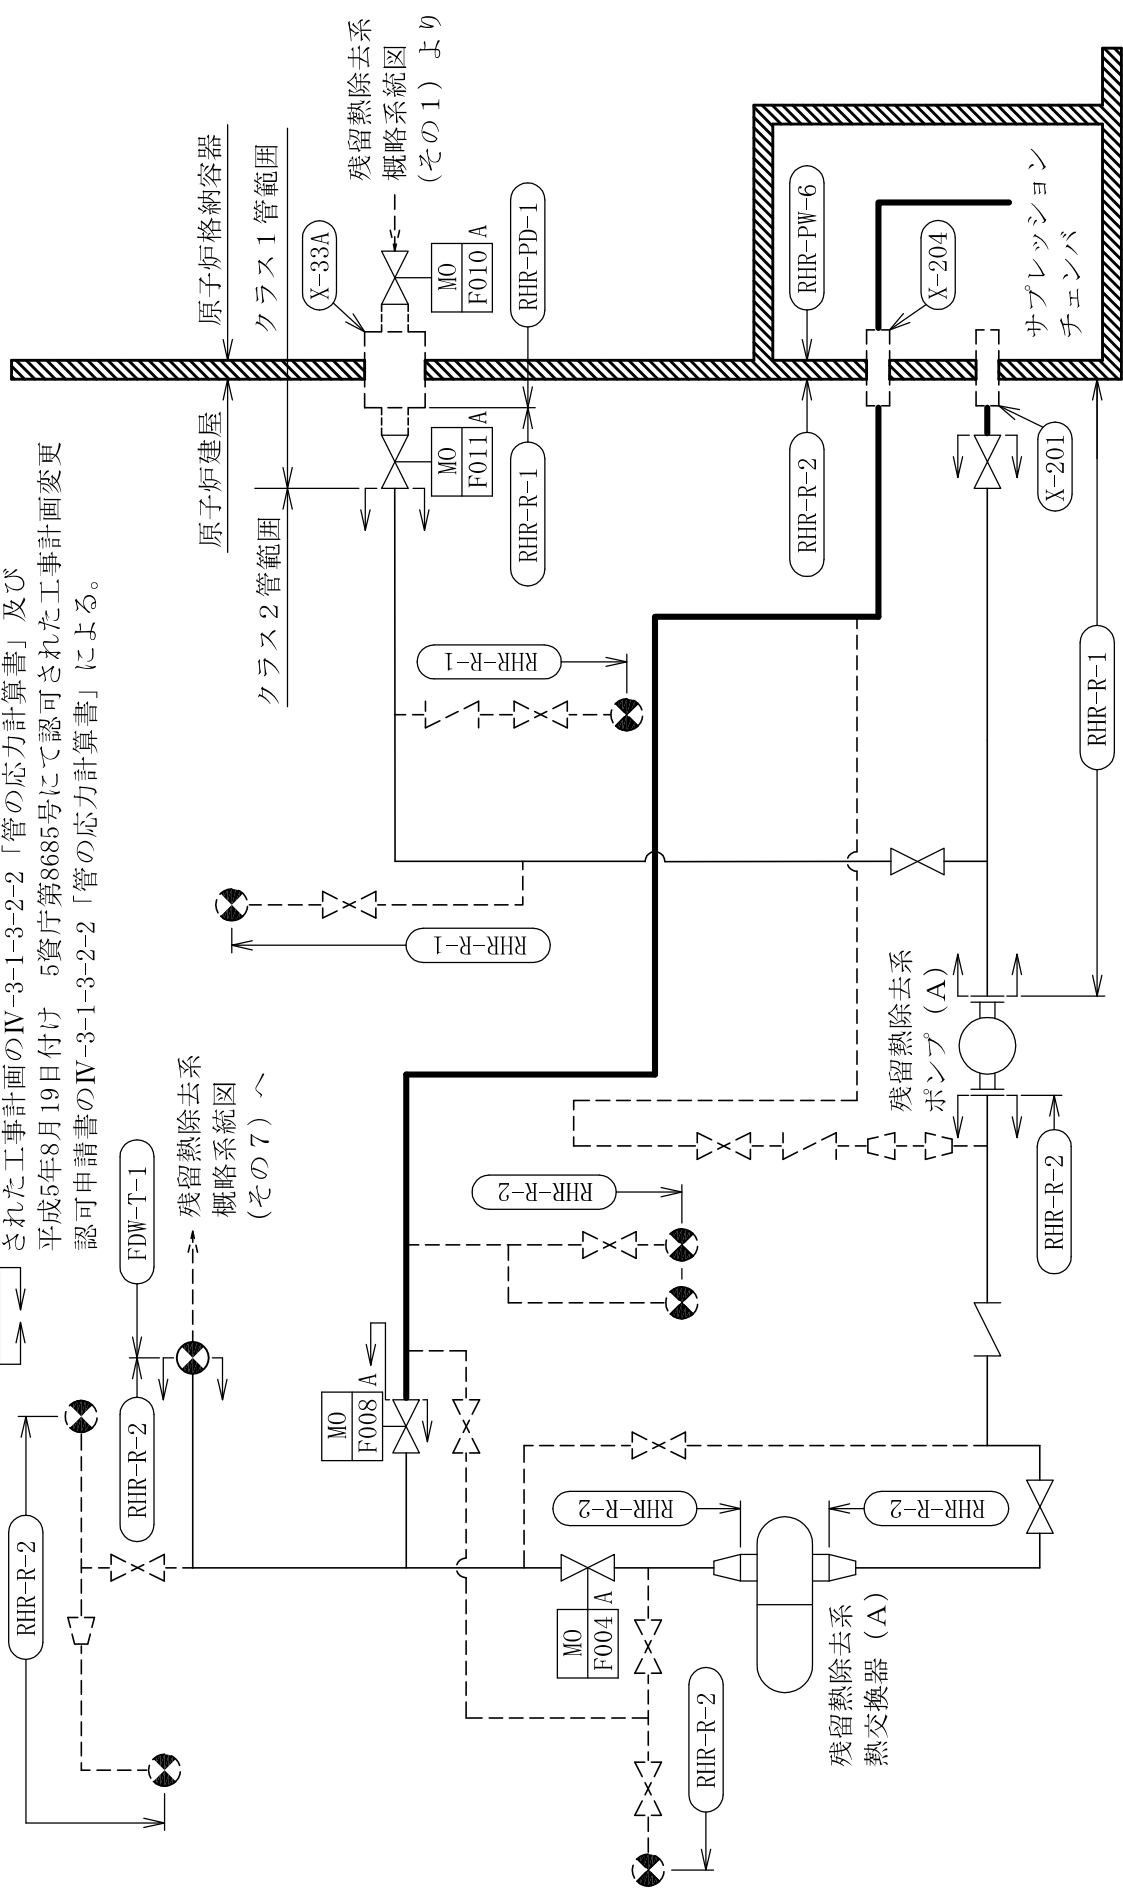 された工事計画のⅣ-3-1-3-2-2「管の応力計算書」及び
平成5年8月19日付け　5資庁第8685号にて認可された工事計画変更
認可申請書のⅣ-3-1-3-2-2「管の応力計算書」による。
RHR-R-2
RHR-R-2
FDW-T-1
残留熱除去系
概略系統図
(その７) へ
原子炉建屋
原子炉格納容器
クラス２管範囲
クラス１管範囲
X-33A
残留熱除去系
概略系統図
(その１) より
MO
F008
A
RHR-R-1
RHR-R-1
MO
F011
A
MO
F010
A
RHR-R-1
RHR-PD-1
MO
F004
A
RHR-R-2
RHR-R-2
RHR-R-2
RHR-R-2
残留熱除去系
熱交換器 (A)
残留熱除去系
ポンプ (A)
RHR-R-2
RHR-PW-6
X-204
X-201
サプレッション
チェンバ
RHR-R-2
RHR-R-1